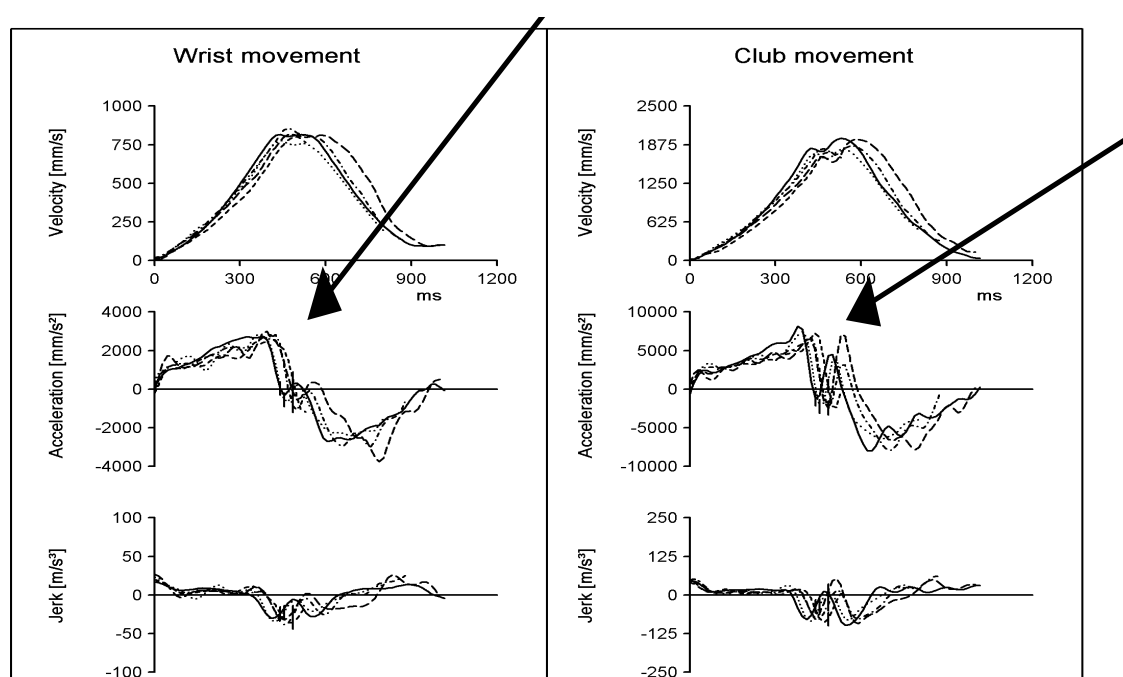 Wrist movement
Velocity [mm/s]
1000
750
500
250
0
0 300 600 900 1200
ms
Acceleration [mm/s²]
4000
2000
0
-2000
-4000
Jerk [m/s³]
100
50
0
-50
-100
Club movement
Velocity [mm/s]
2500
1875
1250
625
0
0 300 600 900 1200
ms
Acceleration [mm/s²]
10000
5000
0
-5000
-10000
Jerk [m/s³]
250
125
0
-125
-250